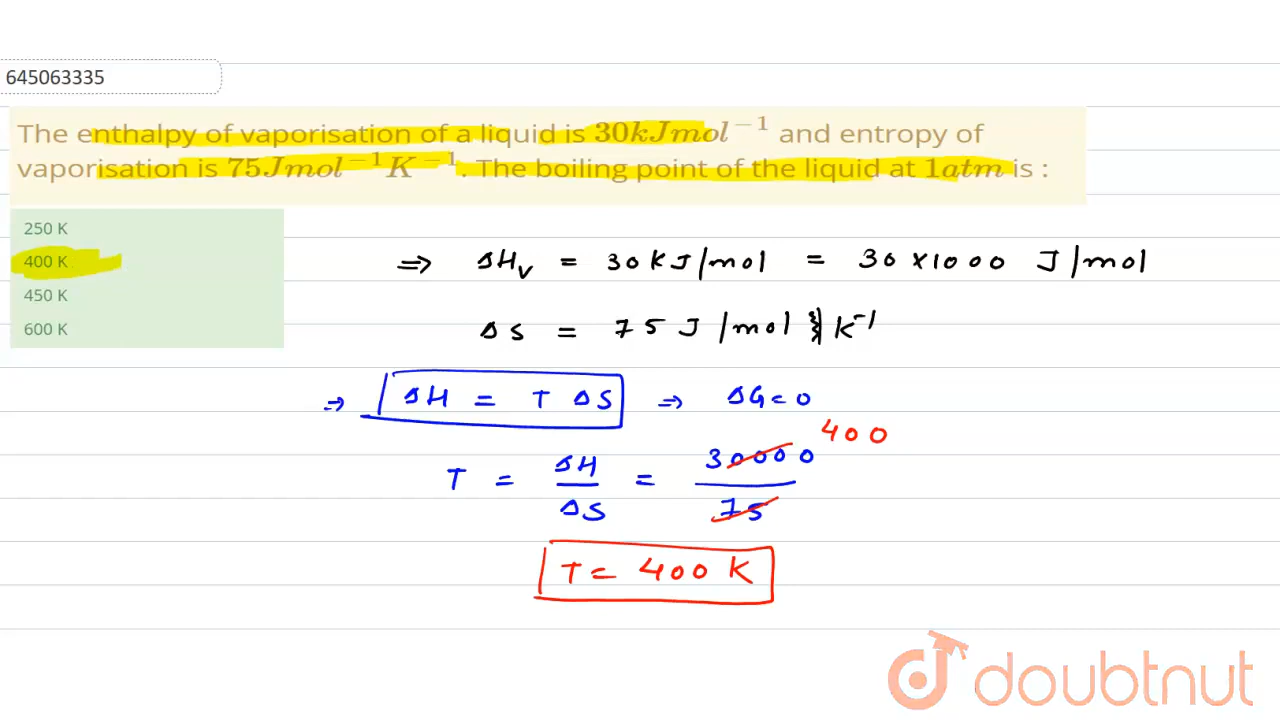 645063335
The enthalpy of vaporisation of a liquid is 30kJmol⁻¹ and entropy of
vaporisation is 75Jmol⁻¹K⁻¹. The boiling point of the liquid at 1atm is :
250 K
400 K
450 K
600 K
⇒ ΔHv = 30 kJ/mol = 30 × 1000 J/mol
ΔS = 75 J/mol K⁻¹
⇒ ΔH = T ΔS ⇒ ΔG = 0
T = ΔH/ΔS = 30000/75 400
T = 400 K
doubtnut